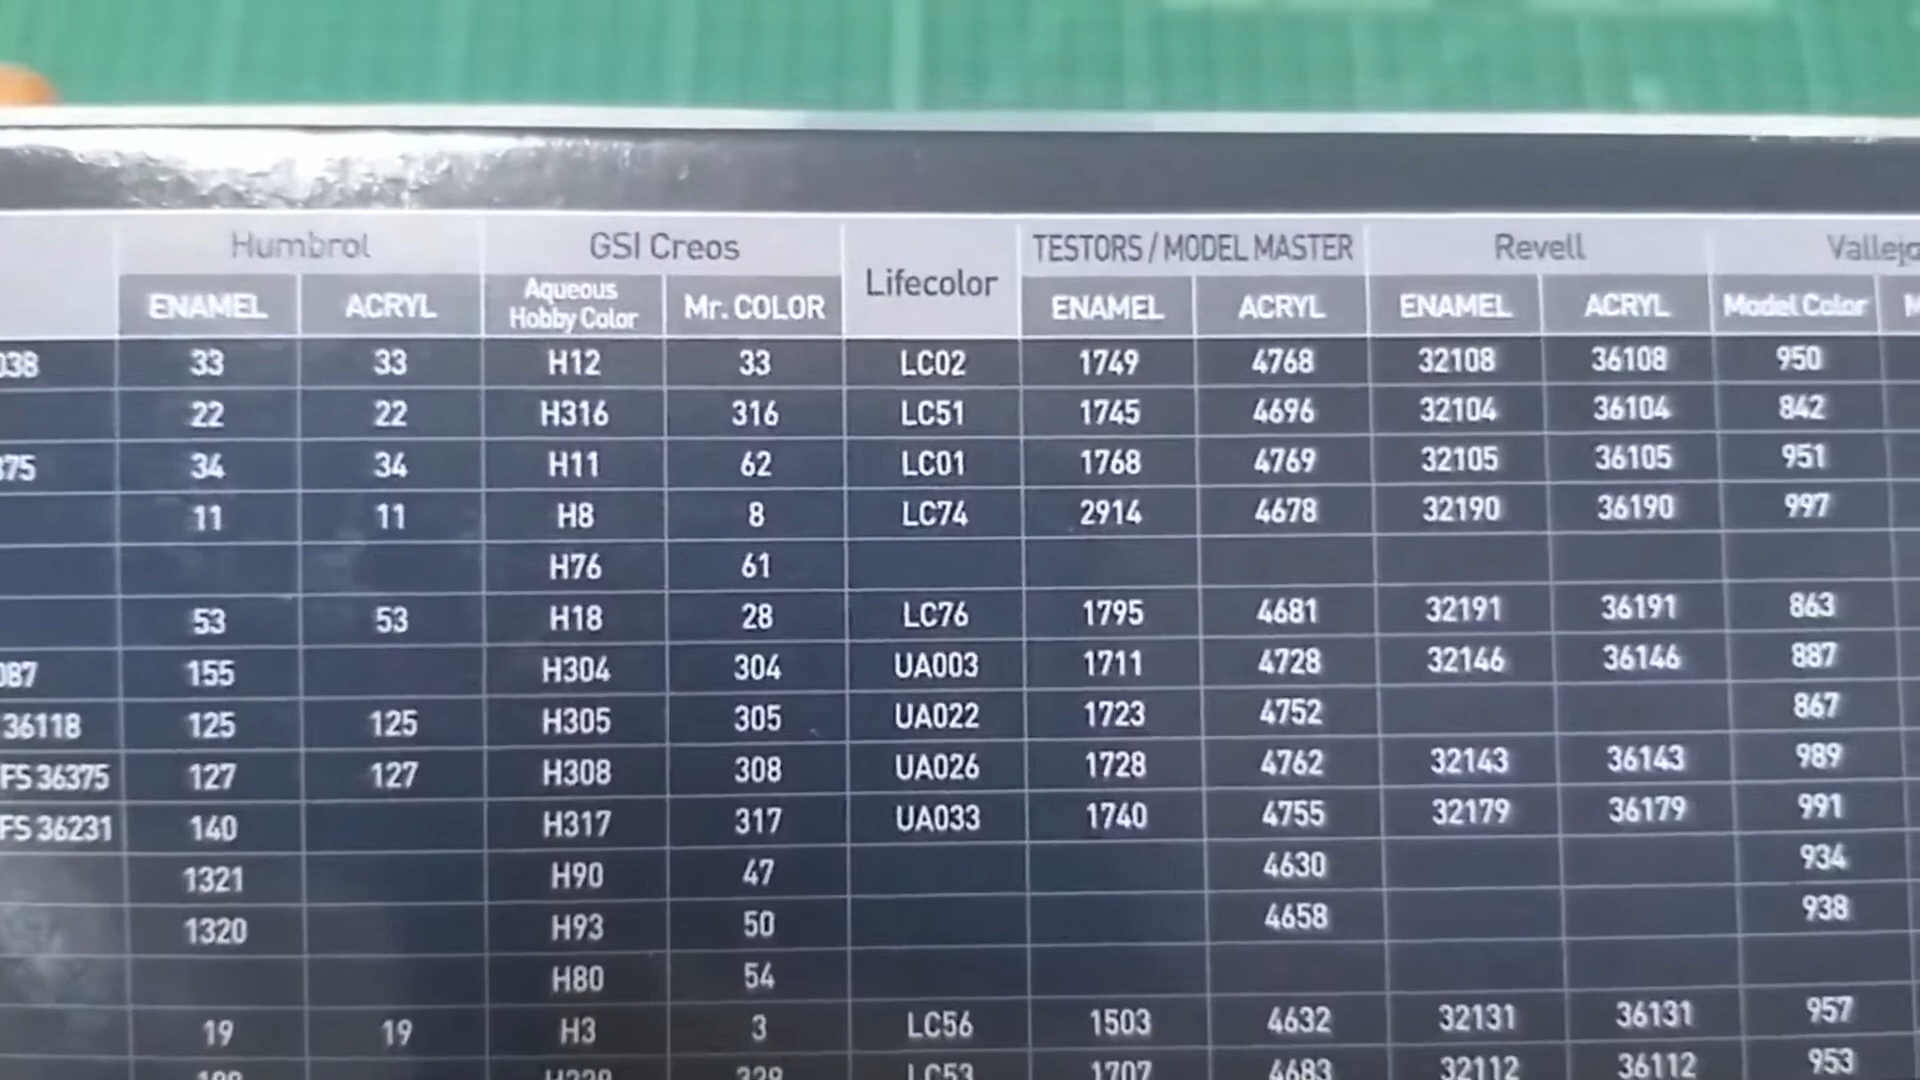 Humbrol GSI Creos Lifecolor TESTORS / MODEL MASTER Revell Vallejo
ENAMEL ACRYL Aqueous Hobby Color Mr. COLOR ENAMEL ACRYL ENAMEL ACRYL Model Color M
038 33 33 H12 33 LC02 1749 4768 32108 36108 950
22 22 H316 316 LC51 1745 4696 32104 36104 842
375 34 34 H11 62 LC01 1768 4769 32105 36105 951
11 11 H8 8 LC74 2914 4678 32190 36190 997
H76 61
53 53 H18 28 LC76 1795 4681 32191 36191 863
087 155 H304 304 UA003 1711 4728 32146 36146 887
36118 125 125 H305 305 UA022 1723 4752 867
FS 36375 127 127 H308 308 UA026 1728 4762 32143 36143 989
FS 36231 140 H317 317 UA033 1740 4755 32179 36179 991
1321 H90 47 4630 934
1320 H93 50 4658 938
H80 54
19 19 H3 3 LC56 1503 4632 32131 36131 957
LC53 1707 4683 32112 36112 953